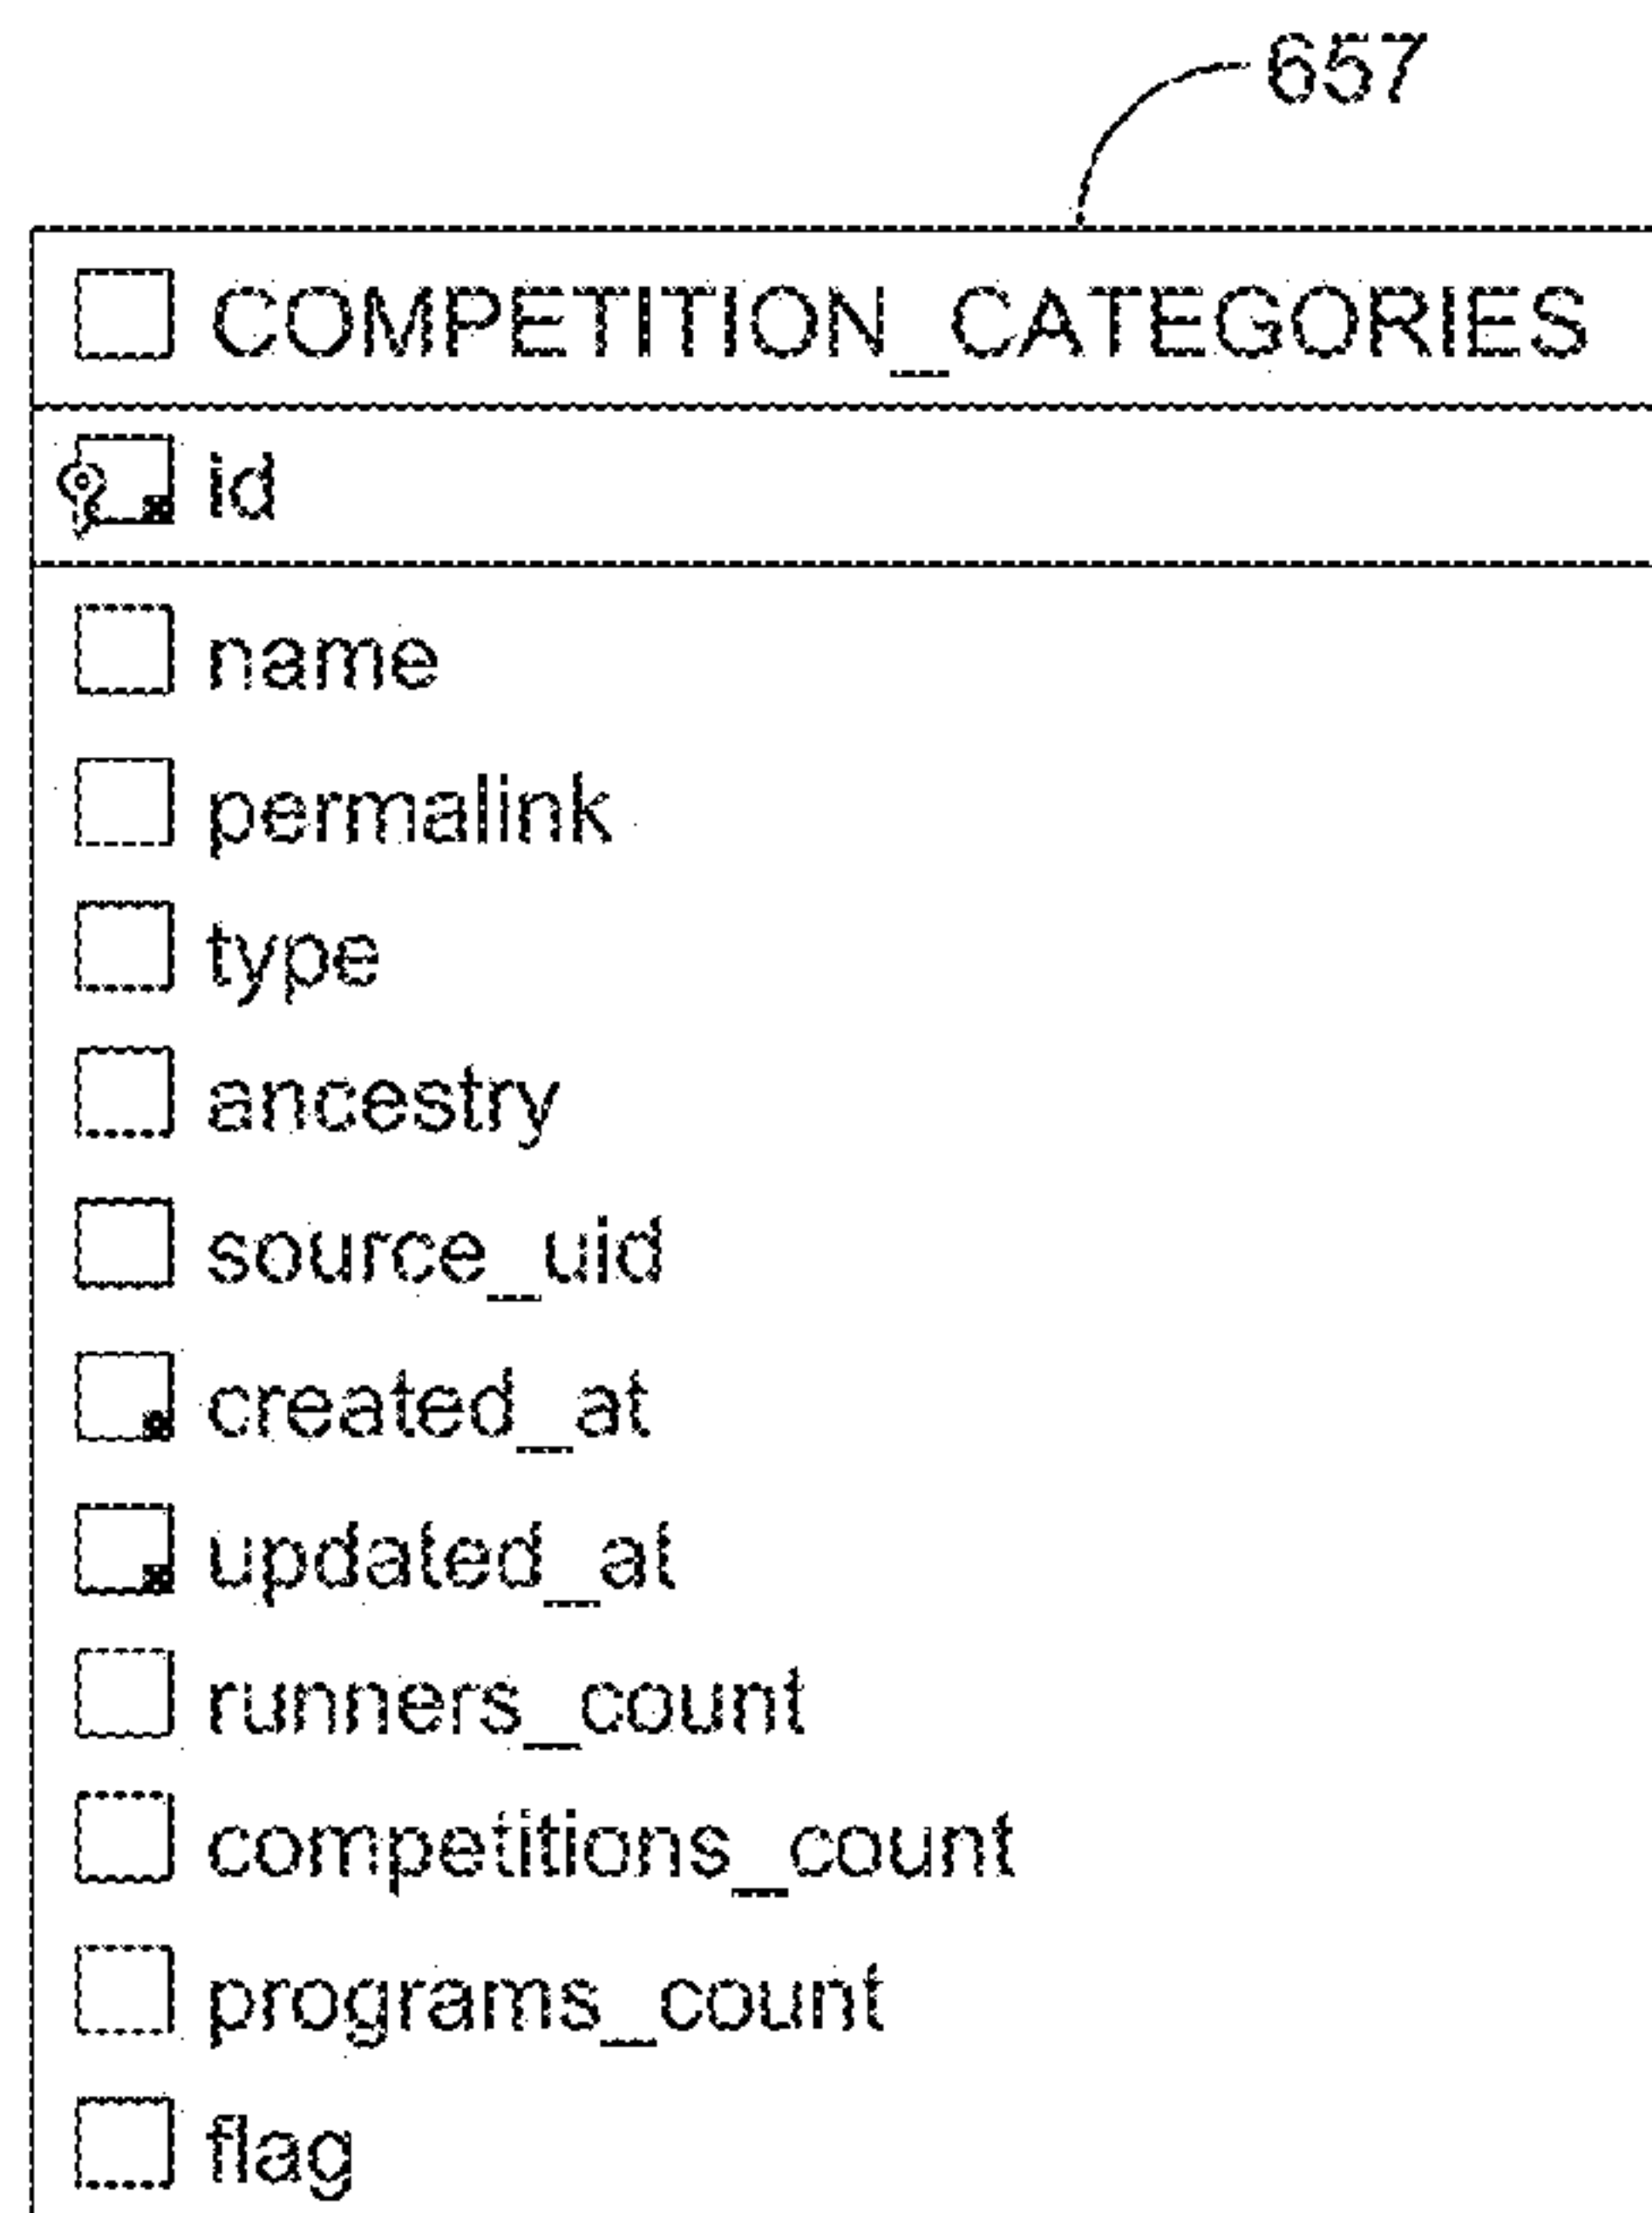 657
COMPETITION_CATEGORIES
id
name
permalink
type
ancestry
source_uid
created_at
updated_at
runners_count
competitions_count
programs_count
flag